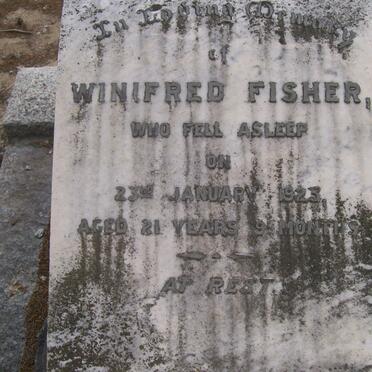 In Loving Memory
of
WINIFRED FISHER,
WHO FELL ASLEEP
ON
23RD JANUARY 1923,
AGED 21 YEARS 9 MONTHS
AT REST